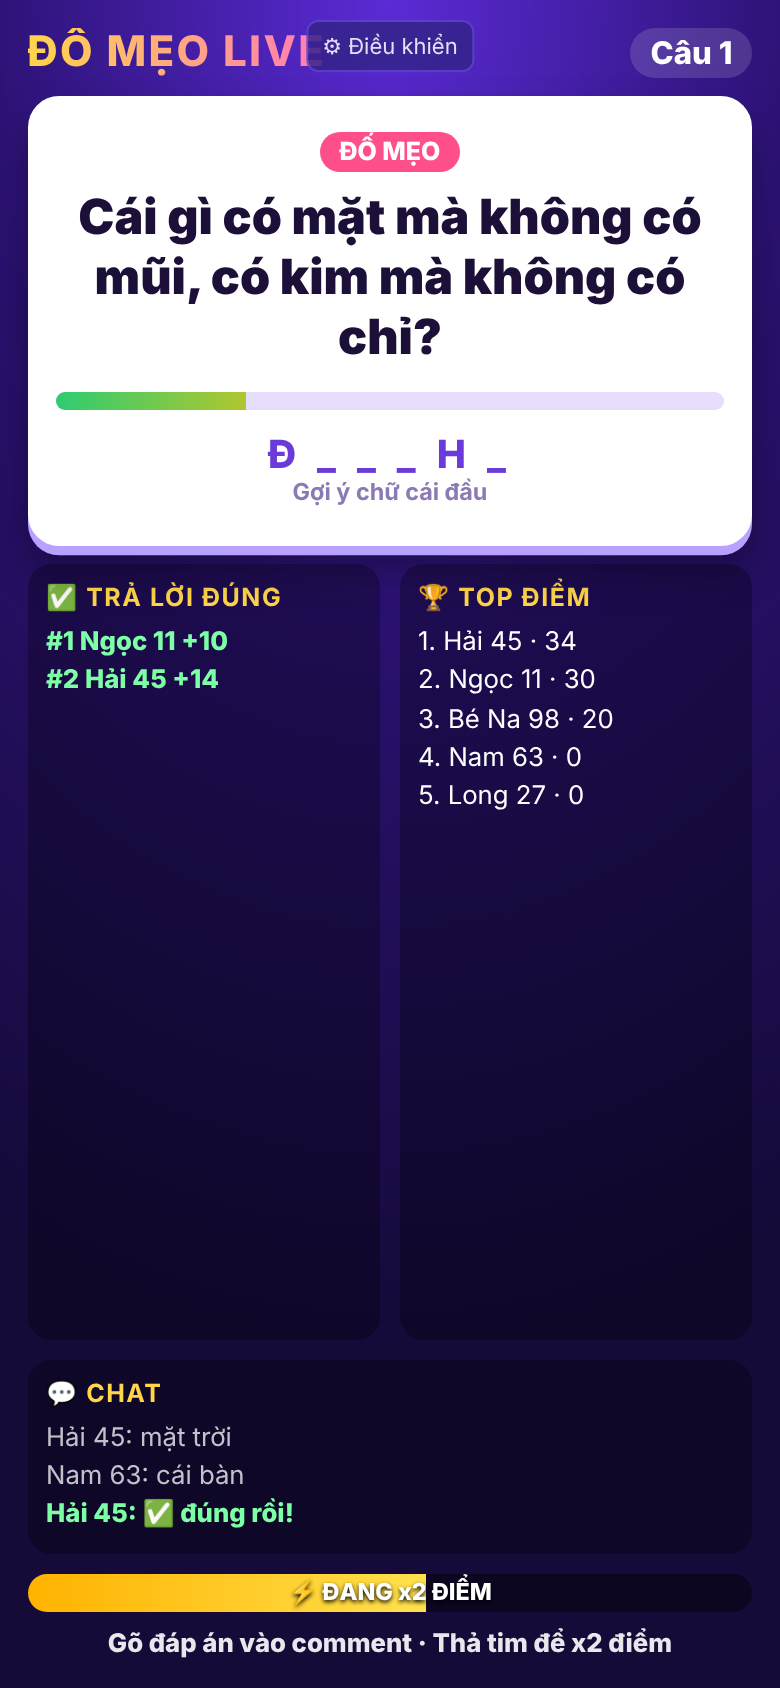 ĐỐ MẸO LIVE
⚙ Điều khiển
Câu 1
ĐỐ MẸO
Cái gì có mặt mà không có
mũi, có kim mà không có
chỉ?
Đ _ _ _ H _
Gợi ý chữ cái đầu
✅ TRẢ LỜI ĐÚNG
#1 Ngọc 11 +10
#2 Hải 45 +14
🏆 TOP ĐIỂM
1. Hải 45 · 34
2. Ngọc 11 · 30
3. Bé Na 98 · 20
4. Nam 63 · 0
5. Long 27 · 0
💬 CHAT
Hải 45: mặt trời
Nam 63: cái bàn
Hải 45: ✅ đúng rồi!
⚡ ĐANG x2 ĐIỂM
Gõ đáp án vào comment · Thả tim để x2 điểm